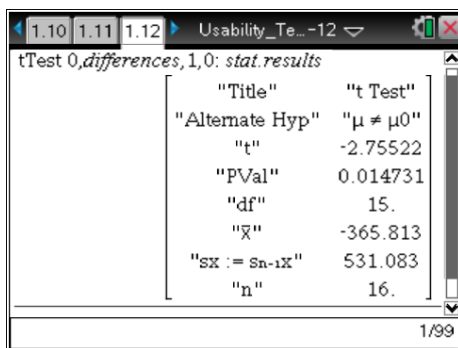 1.10 1.11 1.12 Usability_Te...-12
tTest 0,differences,1,0: stat.results
"Title" "t Test"
"Alternate Hyp" "μ ≠ μ0"
"t" -2.75522
"PVal" 0.014731
"df" 15.
"x̄" -365.813
"sx := sn-1x" 531.083
"n" 16.
1/99